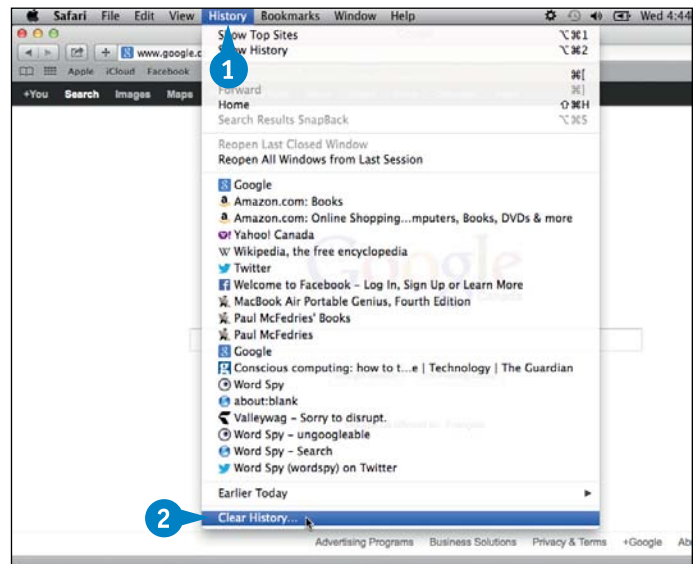 Safari File Edit View History Bookmarks Window Help Wed 4:44
www.google.c
Apple iCloud Facebook
+You Search Images Maps
Show Top Sites ⌥⌘1
History ⌥⌘2
1
⌘[
Forward ⌘]
Home ⇧⌘H
Search Results SnapBack ⌥⌘S
Reopen Last Closed Window
Reopen All Windows from Last Session
Google
Amazon.com: Books
Amazon.com: Online Shopping...mputers, Books, DVDs & more
Yahoo! Canada
Wikipedia, the free encyclopedia
Twitter
Welcome to Facebook – Log In, Sign Up or Learn More
MacBook Air Portable Genius, Fourth Edition
Paul McFedries' Books
Paul McFedries
Google
Conscious computing: how to t...e | Technology | The Guardian
Word Spy
about:blank
Valleywag – Sorry to disrupt.
Word Spy – ungoogleable
Word Spy – Search
Word Spy (wordspy) on Twitter
Earlier Today
2
Clear History...
Advertising Programs Business Solutions Privacy & Terms +Google Ab